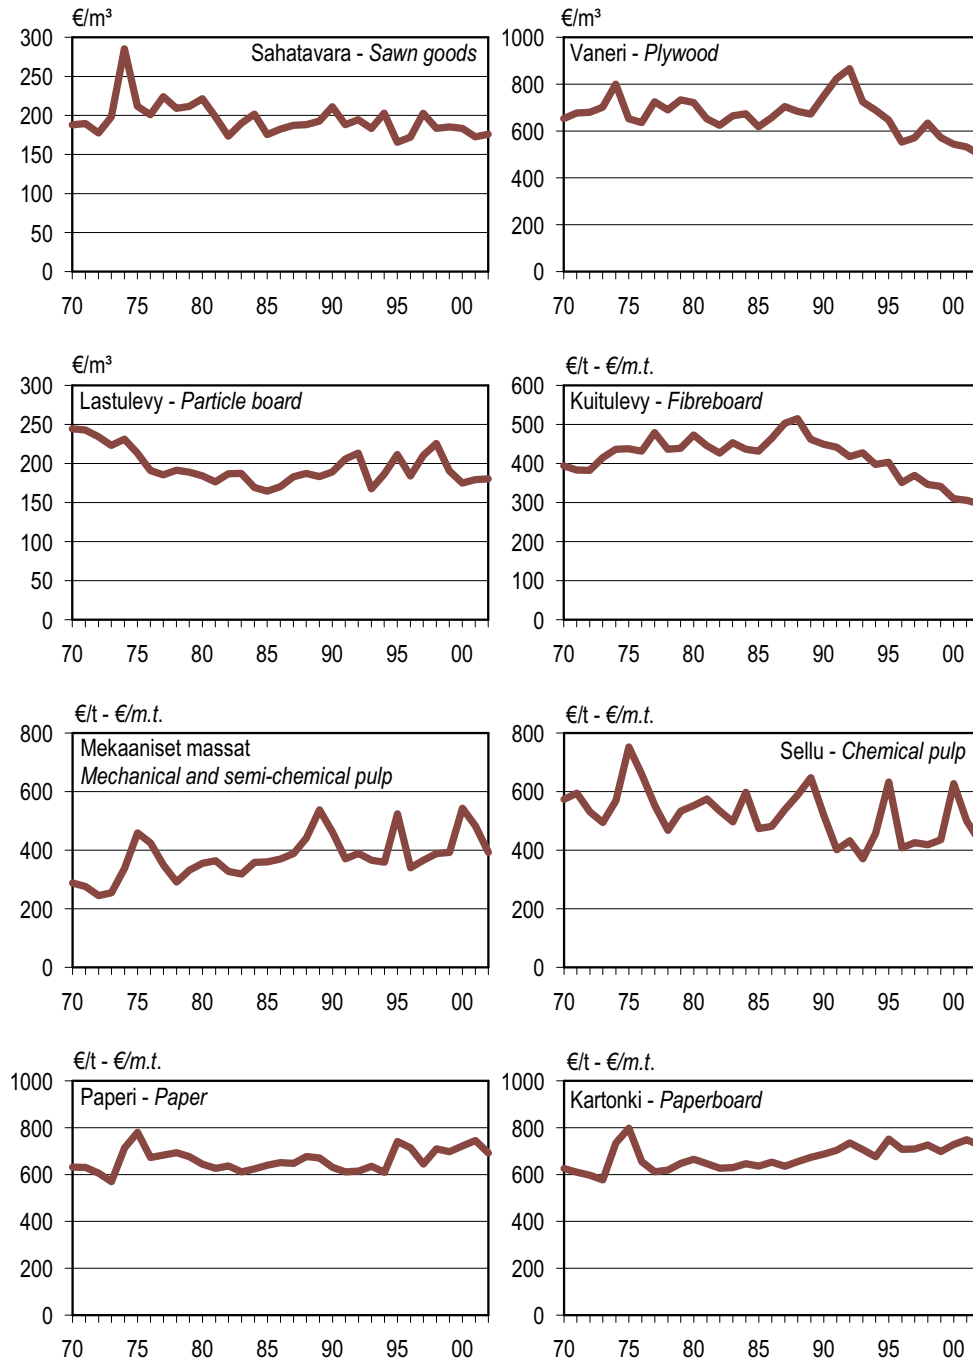 €/m³
300
Sahatavara - Sawn goods
250
200
150
100
50
0
70 75 80 85 90 95 00
€/m³
1000
Vaneri - Plywood
800
600
400
200
0
70 75 80 85 90 95 00
€/m³
300
Lastulevy - Particle board
250
200
150
100
50
0
70 75 80 85 90 95 00
€/t - €/m.t.
600
Kuitulevy - Fibreboard
500
400
300
200
100
0
70 75 80 85 90 95 00
€/t - €/m.t.
800
Mekaaniset massat
Mechanical and semi-chemical pulp
600
400
200
0
70 75 80 85 90 95 00
€/t - €/m.t.
800
Sellu - Chemical pulp
600
400
200
0
70 75 80 85 90 95 00
€/t - €/m.t.
1000
Paperi - Paper
800
600
400
200
0
70 75 80 85 90 95 00
€/t - €/m.t.
1000
Kartonki - Paperboard
800
600
400
200
0
70 75 80 85 90 95 00